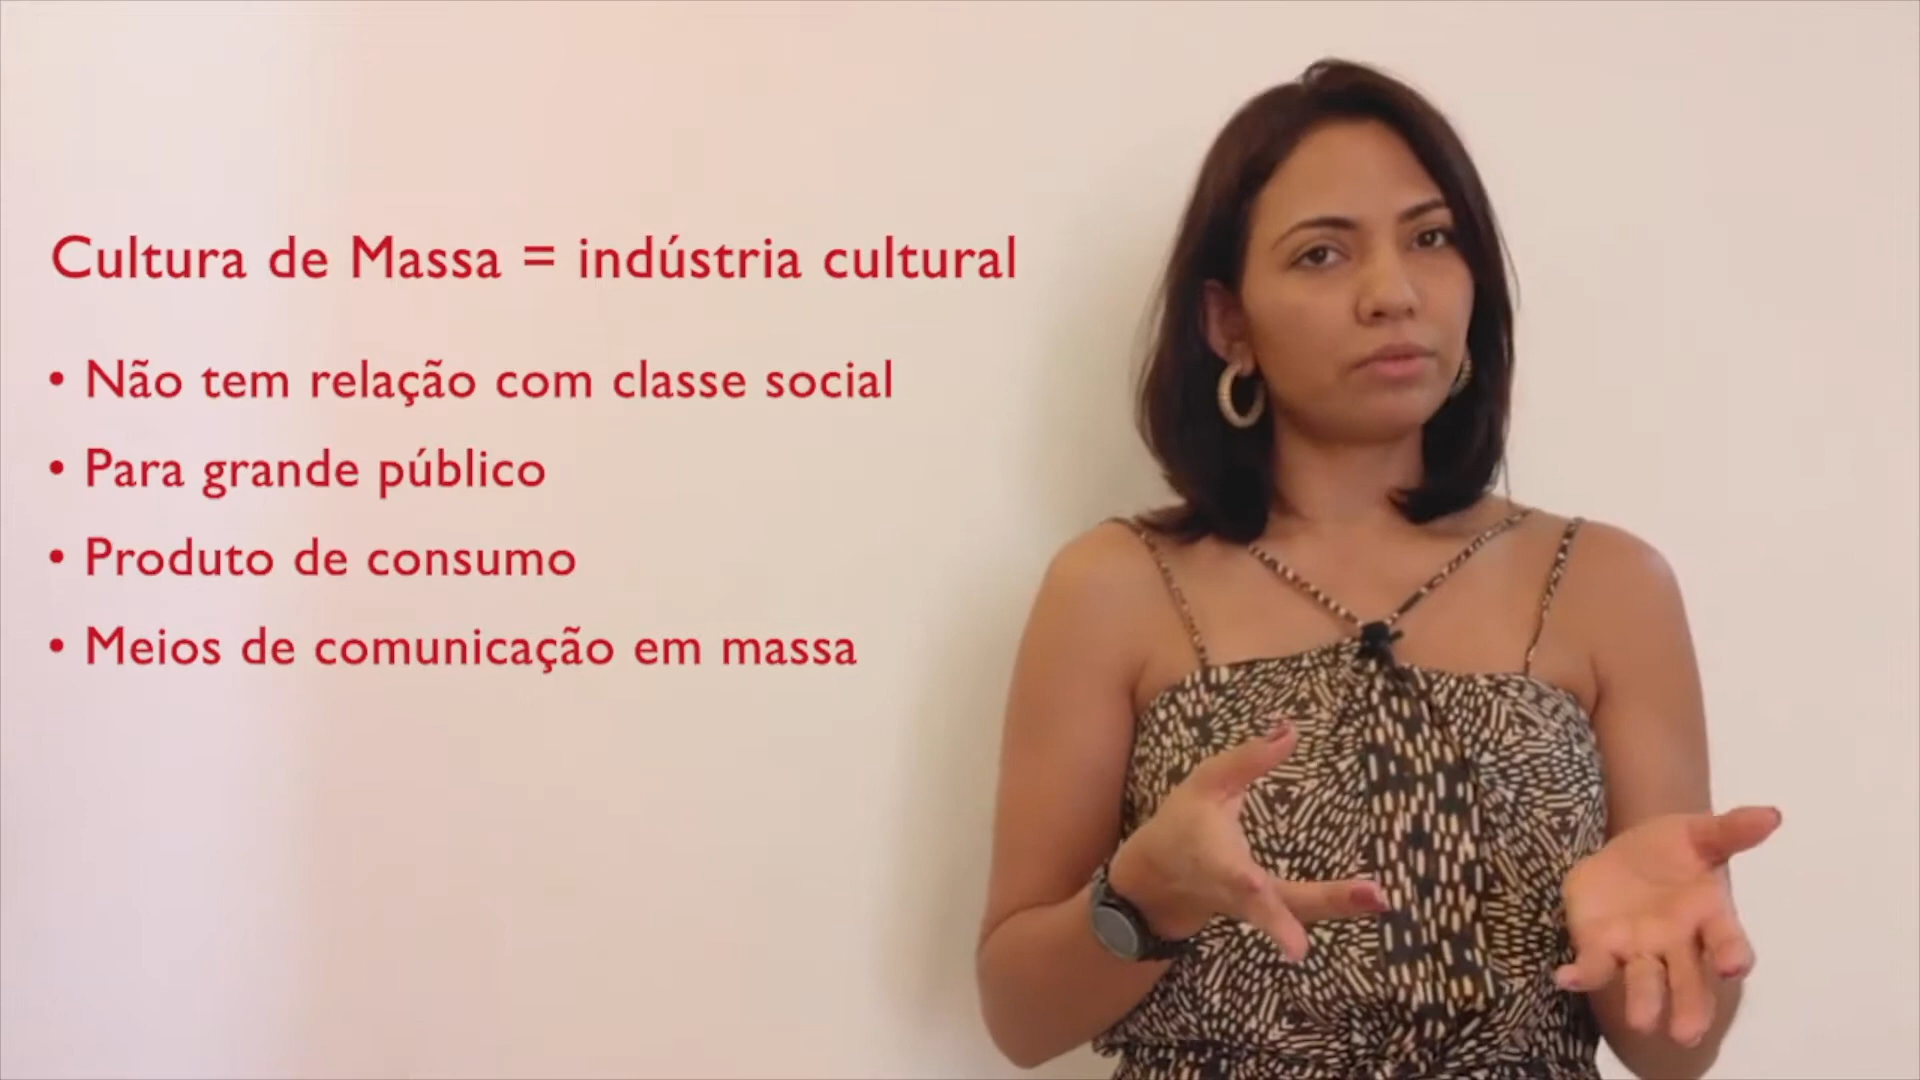 Cultura de Massa = indústria cultural
• Não tem relação com classe social
• Para grande público
• Produto de consumo
• Meios de comunicação em massa